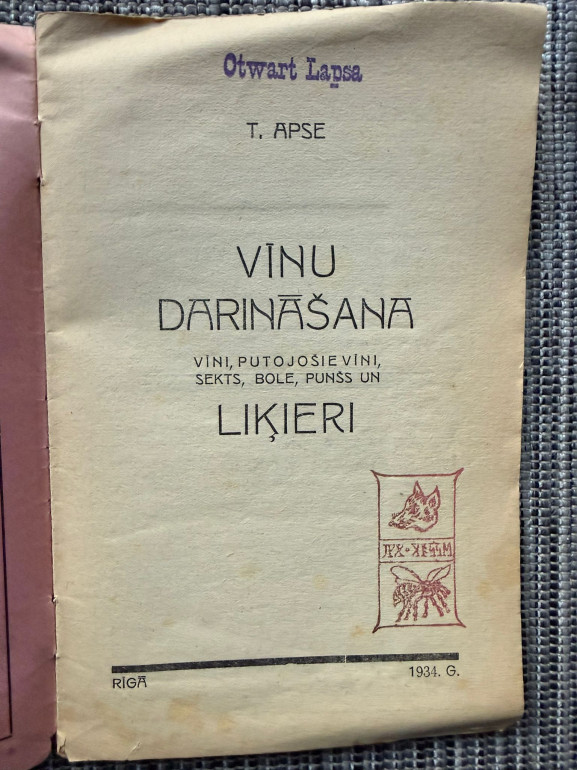 Otwart Lapsa
T. APSE
VĪNU
DARINĀŠANA
VĪNI, PUTOJOŠIE VĪNI,
SEKTS, BOLE, PUNŠS UN
LIĶIERI
RĪGĀ
1934. G.